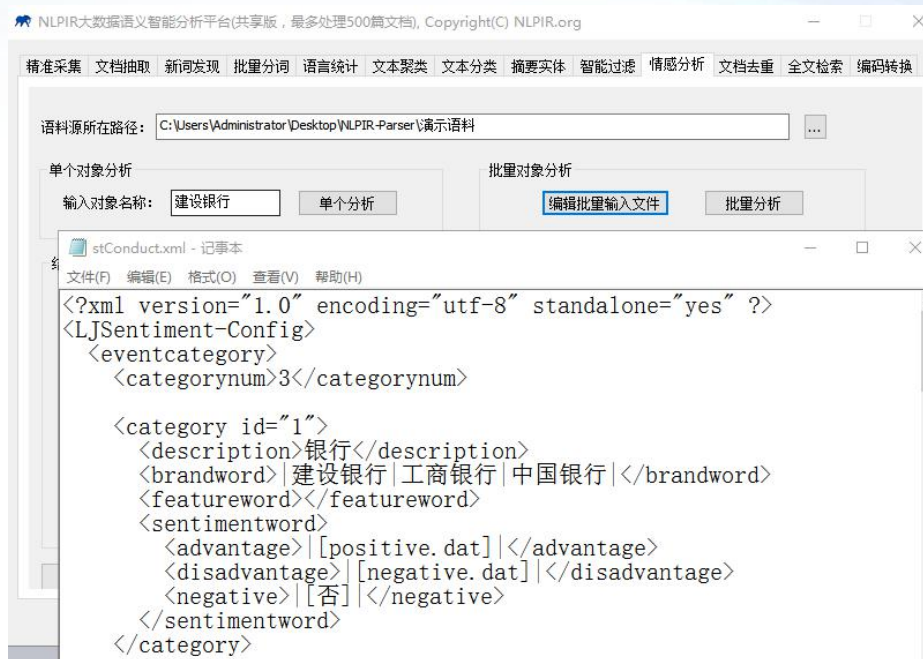 NLPIR大数据语义智能分析平台(共享版，最多处理500篇文档), Copyright(C) NLPIR.org
精准采集 文档抽取 新词发现 批量分词 语言统计 文本聚类 文本分类 摘要实体 智能过滤 情感分析 文档去重 全文检索 编码转换
语料源所在路径： C:\Users\Administrator\Desktop\NLPIR-Parser\演示语料 ...
单个对象分析 批量对象分析
输入对象名称： 建设银行 单个分析 编辑批量输入文件 批量分析
stConduct.xml - 记事本
文件(F) 编辑(E) 格式(O) 查看(V) 帮助(H)
<?xml version="1.0" encoding="utf-8" standalone="yes" ?>
<LJSentiment-Config>
<eventcategory>
<categorynum>3</categorynum>
<category id="1">
<description>银行</description>
<brandword>|建设银行|工商银行|中国银行|</brandword>
<featureword></featureword>
<sentimentword>
<advantage>|[positive.dat]|</advantage>
<disadvantage>|[negative.dat]|</disadvantage>
<negative>|[否]|</negative>
</sentimentword>
</category>